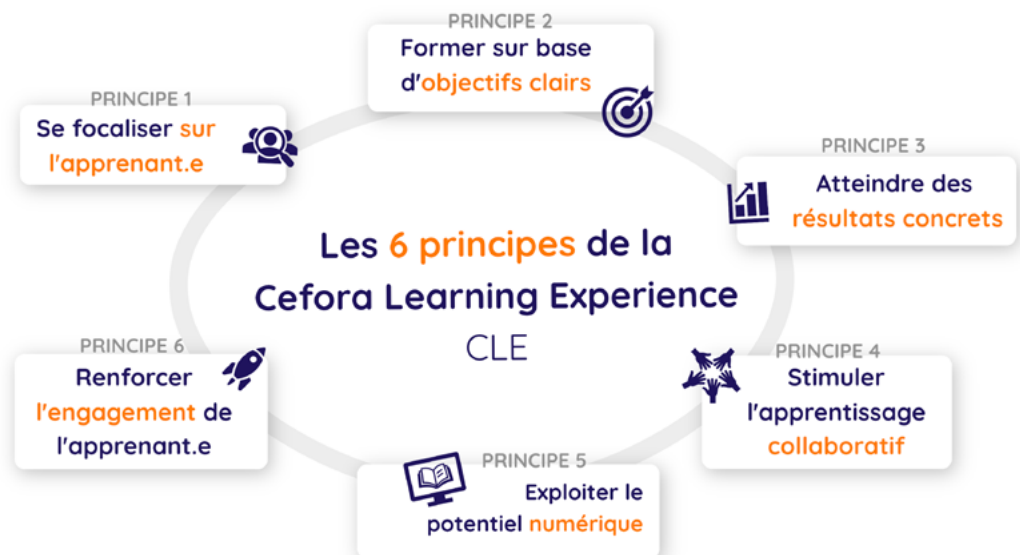 PRINCIPE 1
Se focaliser sur
l'apprenant.e
PRINCIPE 2
Former sur base
d'objectifs clairs
PRINCIPE 3
Atteindre des
résultats concrets
Les 6 principes de la
Cefora Learning Experience
CLE
PRINCIPE 4
Stimuler
l'apprentissage
collaboratif
PRINCIPE 5
Exploiter le
potentiel numérique
PRINCIPE 6
Renforcer
l'engagement de
l'apprenant.e